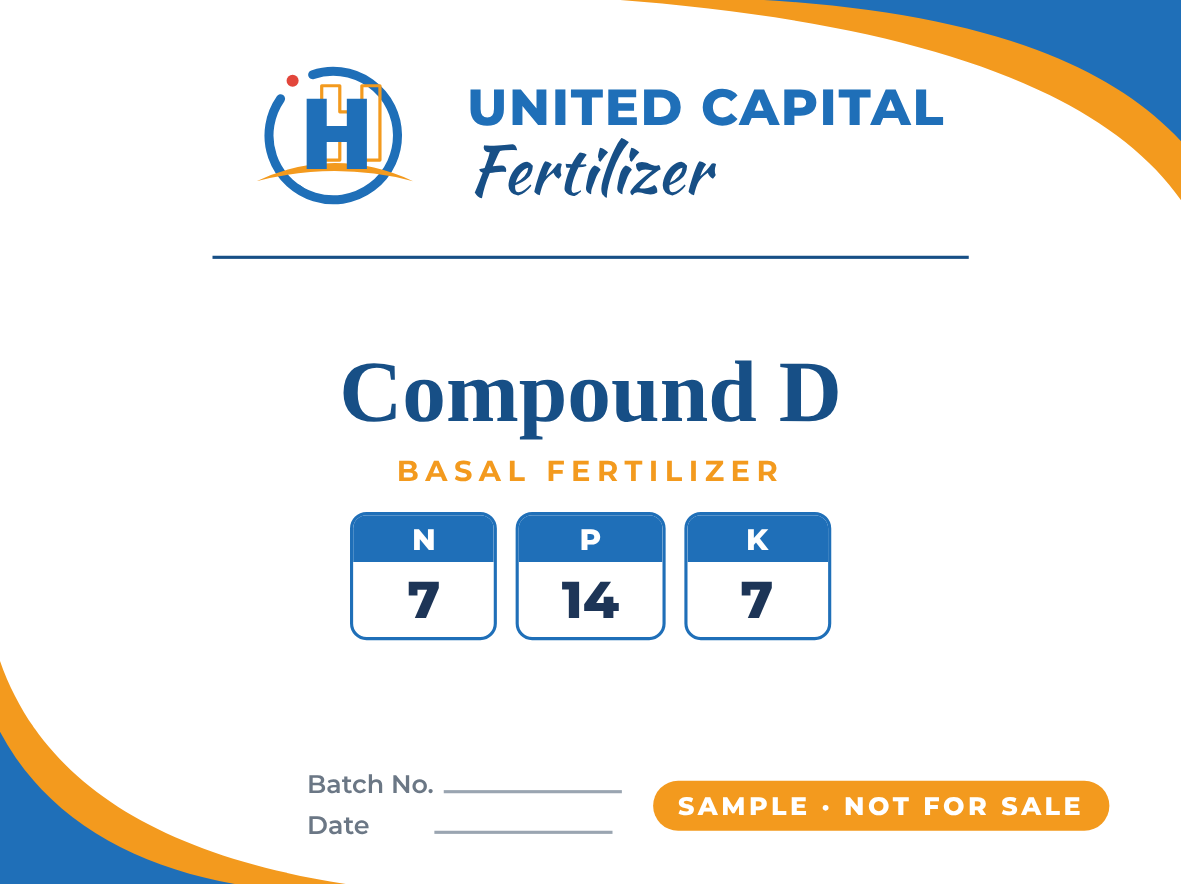 H
UNITED CAPITAL
Fertilizer
Compound D
BASAL FERTILIZER
N P K
7 14 7
Batch No. 
Date 
SAMPLE • NOT FOR SALE